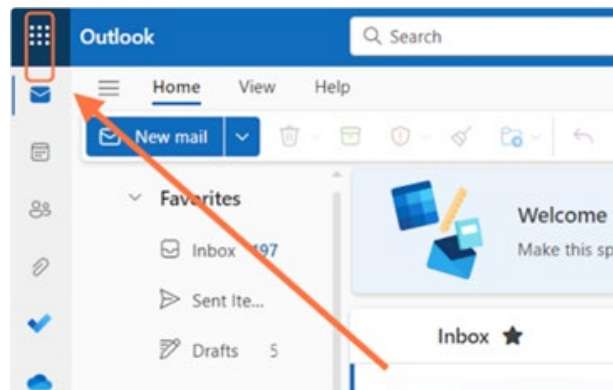 Outlook
Search
Home View Help
New mail
Favorites
Inbox 497
Sent Ite...
Drafts 5
Welcome
Make this sp
Inbox